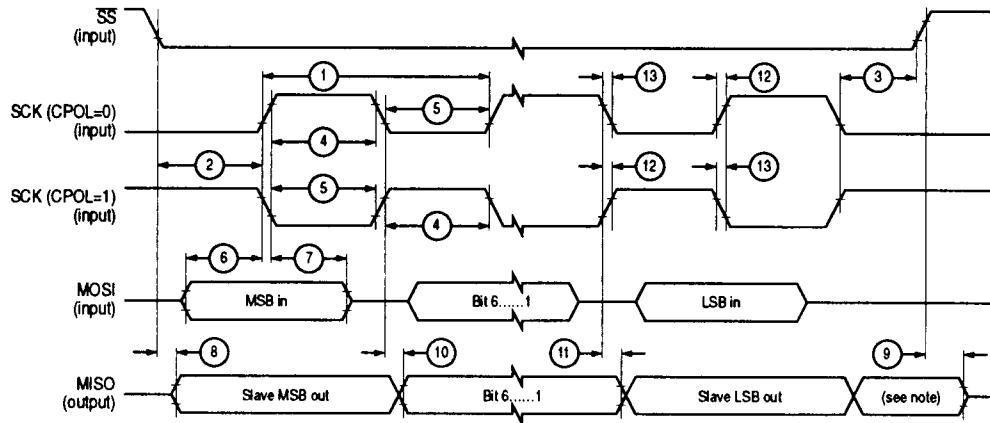 SS
(input)
1
13
12
3
SCK (CPOL=0)
(input)
5
4
2
12
13
SCK (CPOL=1)
(input)
5
4
6
7
MOSI
(input)
MSB in
Bit 6......1
LSB in
8
10
11
9
MISO
(output)
Slave MSB out
Bit 6......1
Slave LSB out
(see note)